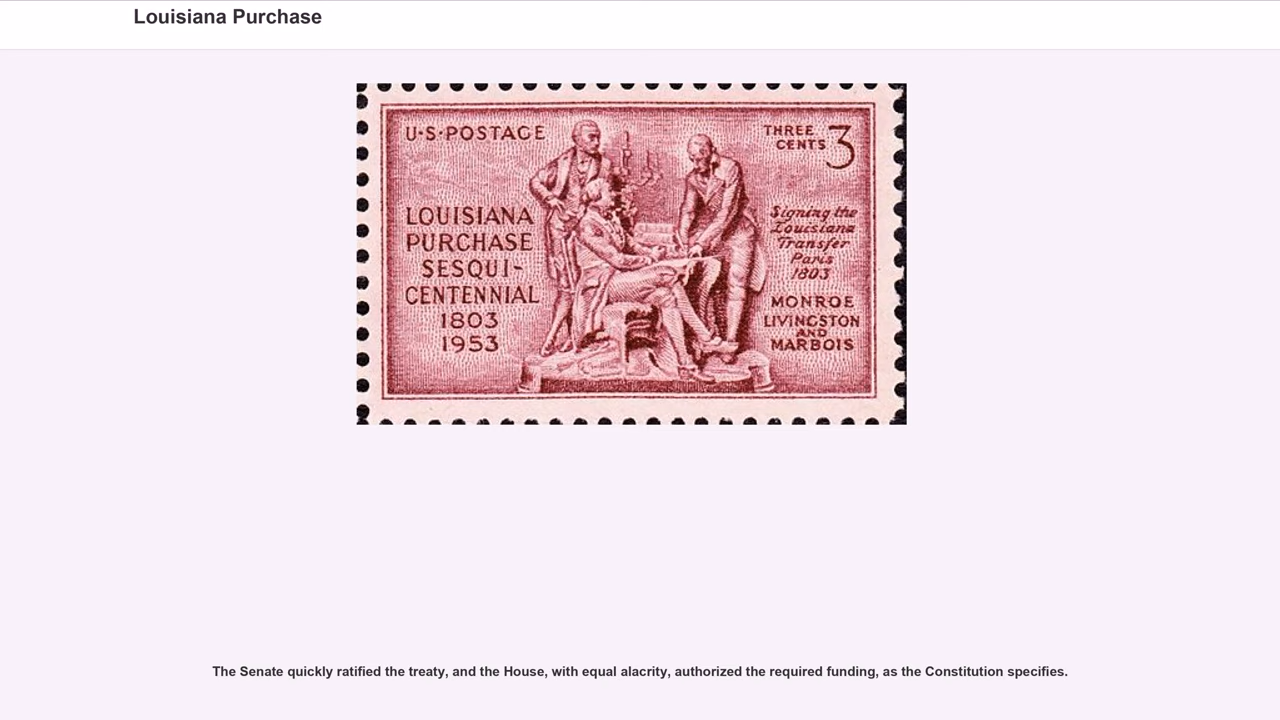 Louisiana Purchase
U·S·POSTAGE
THREE
CENTS
3
LOUISIANA
PURCHASE
SESQUI-
CENTENNIAL
1803
1953
Signing the
Louisiana
Transfer
Paris
1803
MONROE
LIVINGSTON
AND
MARBOIS
The Senate quickly ratified the treaty, and the House, with equal alacrity, authorized the required funding, as the Constitution specifies.